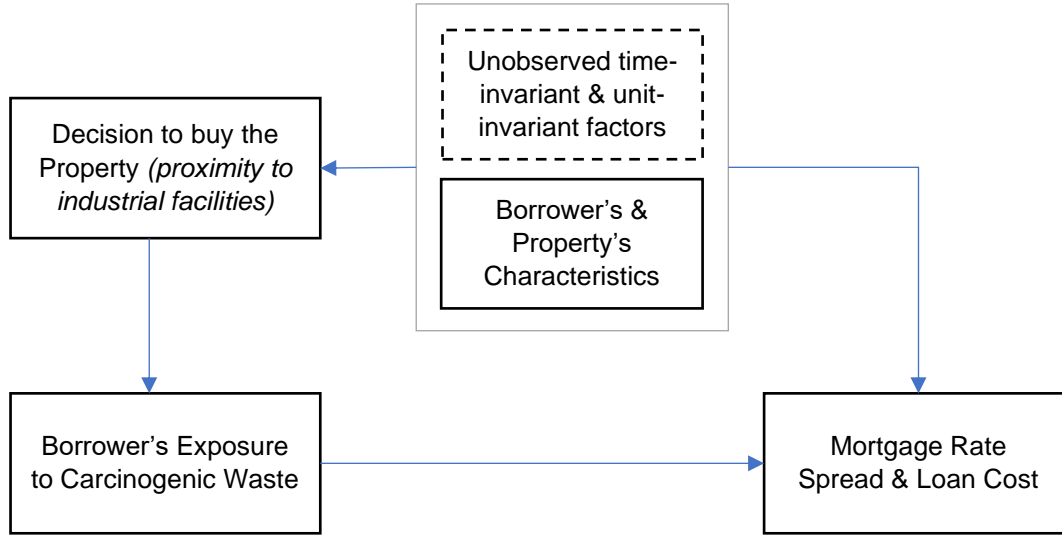 Unobserved time-
invariant & unit-
invariant factors
Decision to buy the
Property (proximity to
industrial facilities)
Borrower’s &
Property’s
Characteristics
Borrower’s Exposure
to Carcinogenic Waste
Mortgage Rate
Spread & Loan Cost